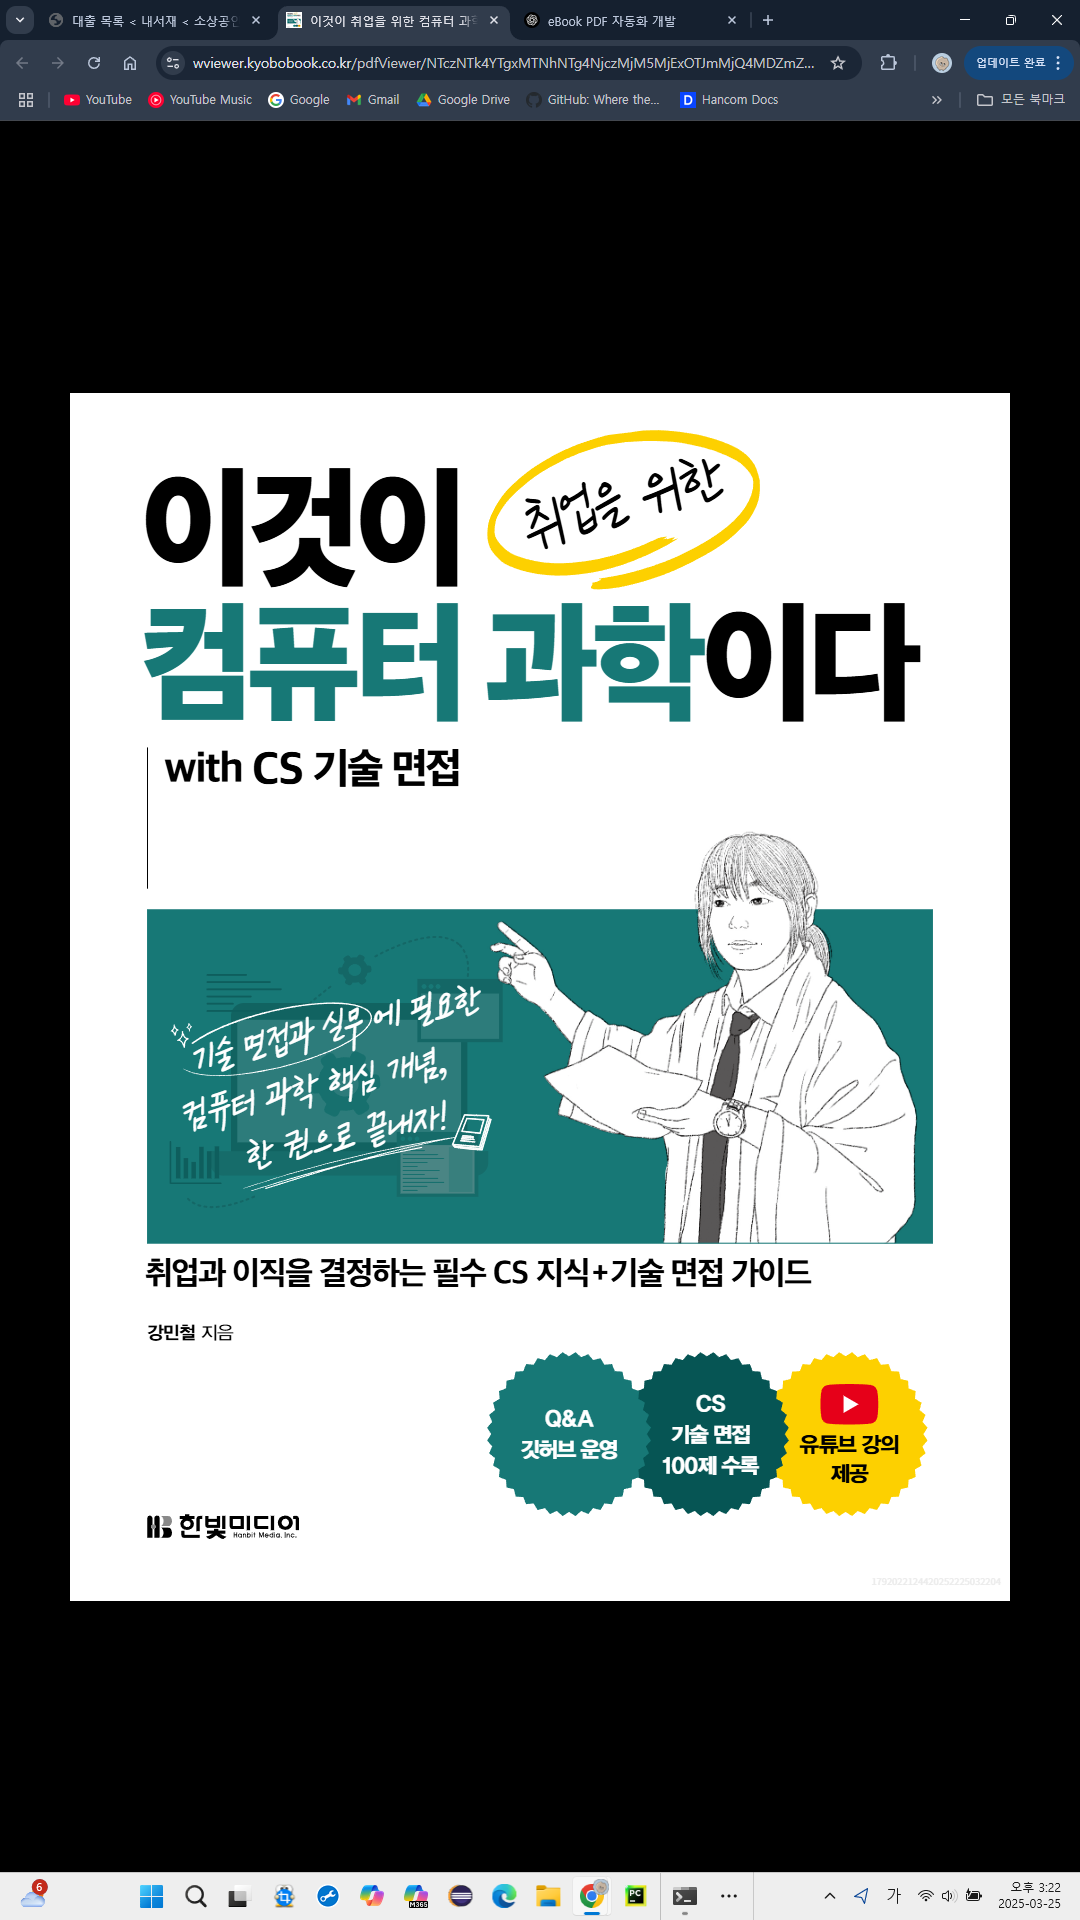 대출 목록 < 내서재 < 소상공인
이것이 취업을 위한 컴퓨터 과학
eBook PDF 자동화 개발
wviewer.kyobobook.co.kr/pdfViewer/NTczNTk4YTgxMTNhNTg4NjczMjM5MjExOTJmMjQ4MDZmZ...
업데이트 완료
YouTube
YouTube Music
Google
Gmail
Google Drive
GitHub: Where the...
Hancom Docs
모든 북마크
이것이 취업을 위한
컴퓨터 과학이다
with CS 기술 면접
기술 면접과 실무에 필요한
컴퓨터 과학 핵심 개념,
한 권으로 끝내자!
취업과 이직을 결정하는 필수 CS 지식+기술 면접 가이드
강민철 지음
Q&A
깃허브 운영
CS
기술 면접
100제 수록
유튜브 강의
제공
한빛미디어
Hanbit Media, Inc.
6
M365
PC
가
오후 3:22
2025-03-25